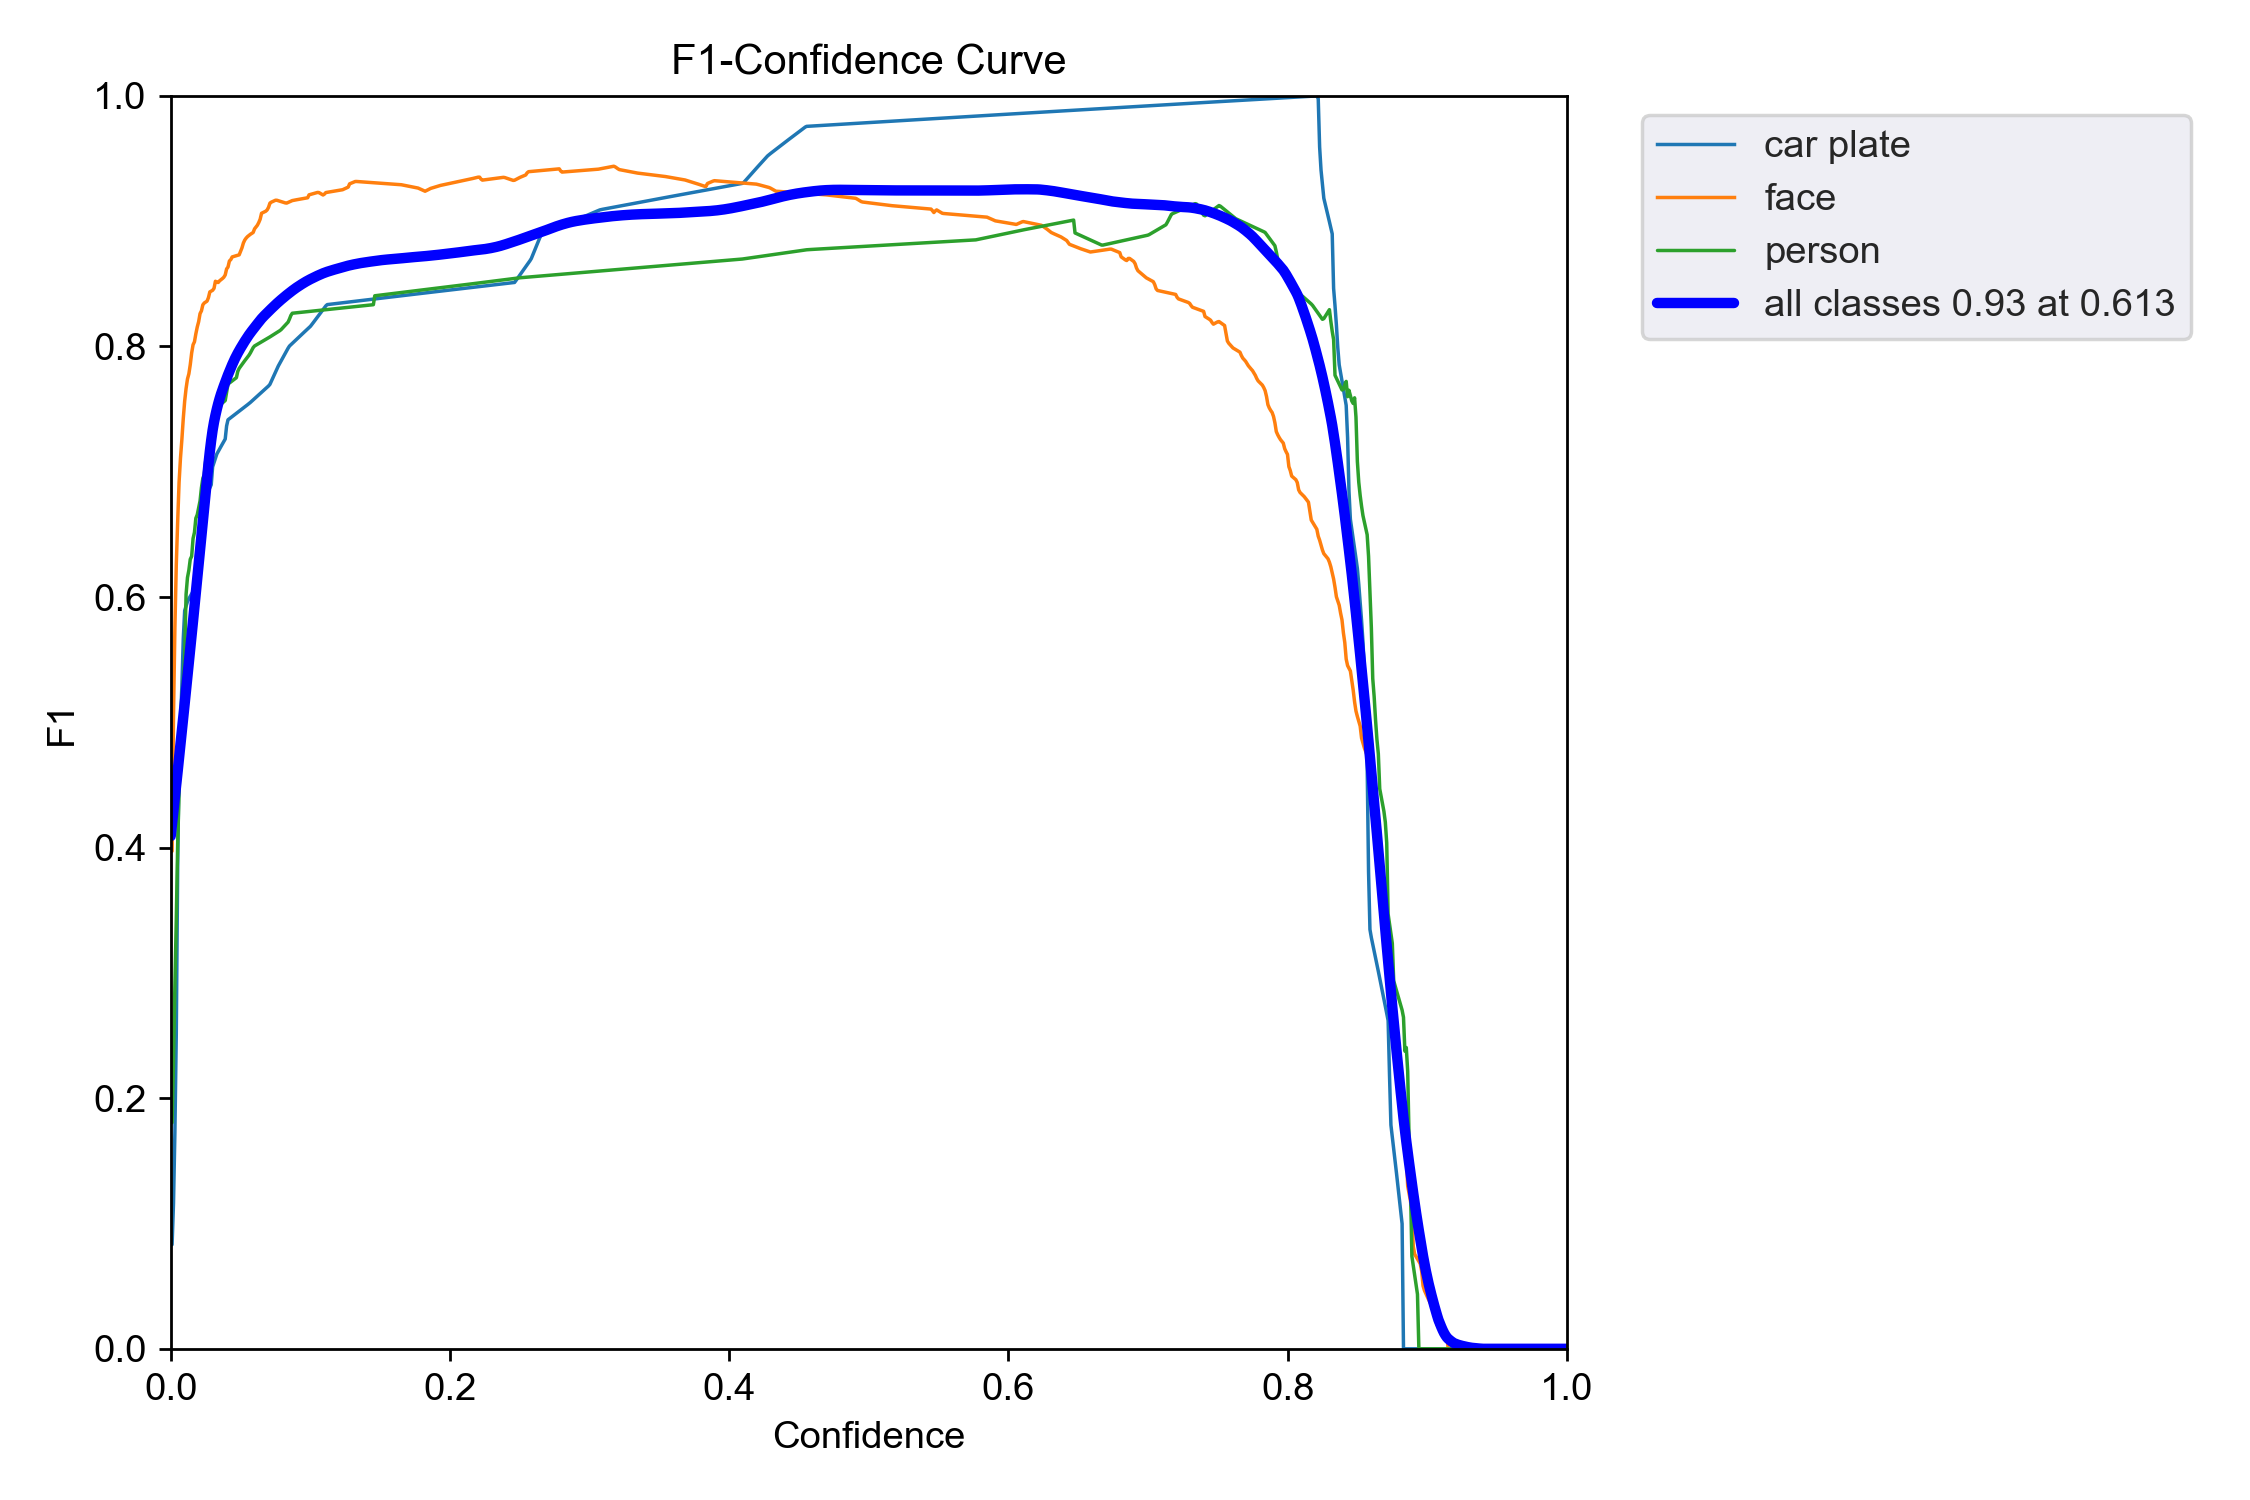 F1-Confidence Curve
1.0
0.8
0.6
0.4
0.2
0.0
F1
0.0 0.2 0.4 0.6 0.8 1.0
Confidence
car plate
face
person
all classes 0.93 at 0.613